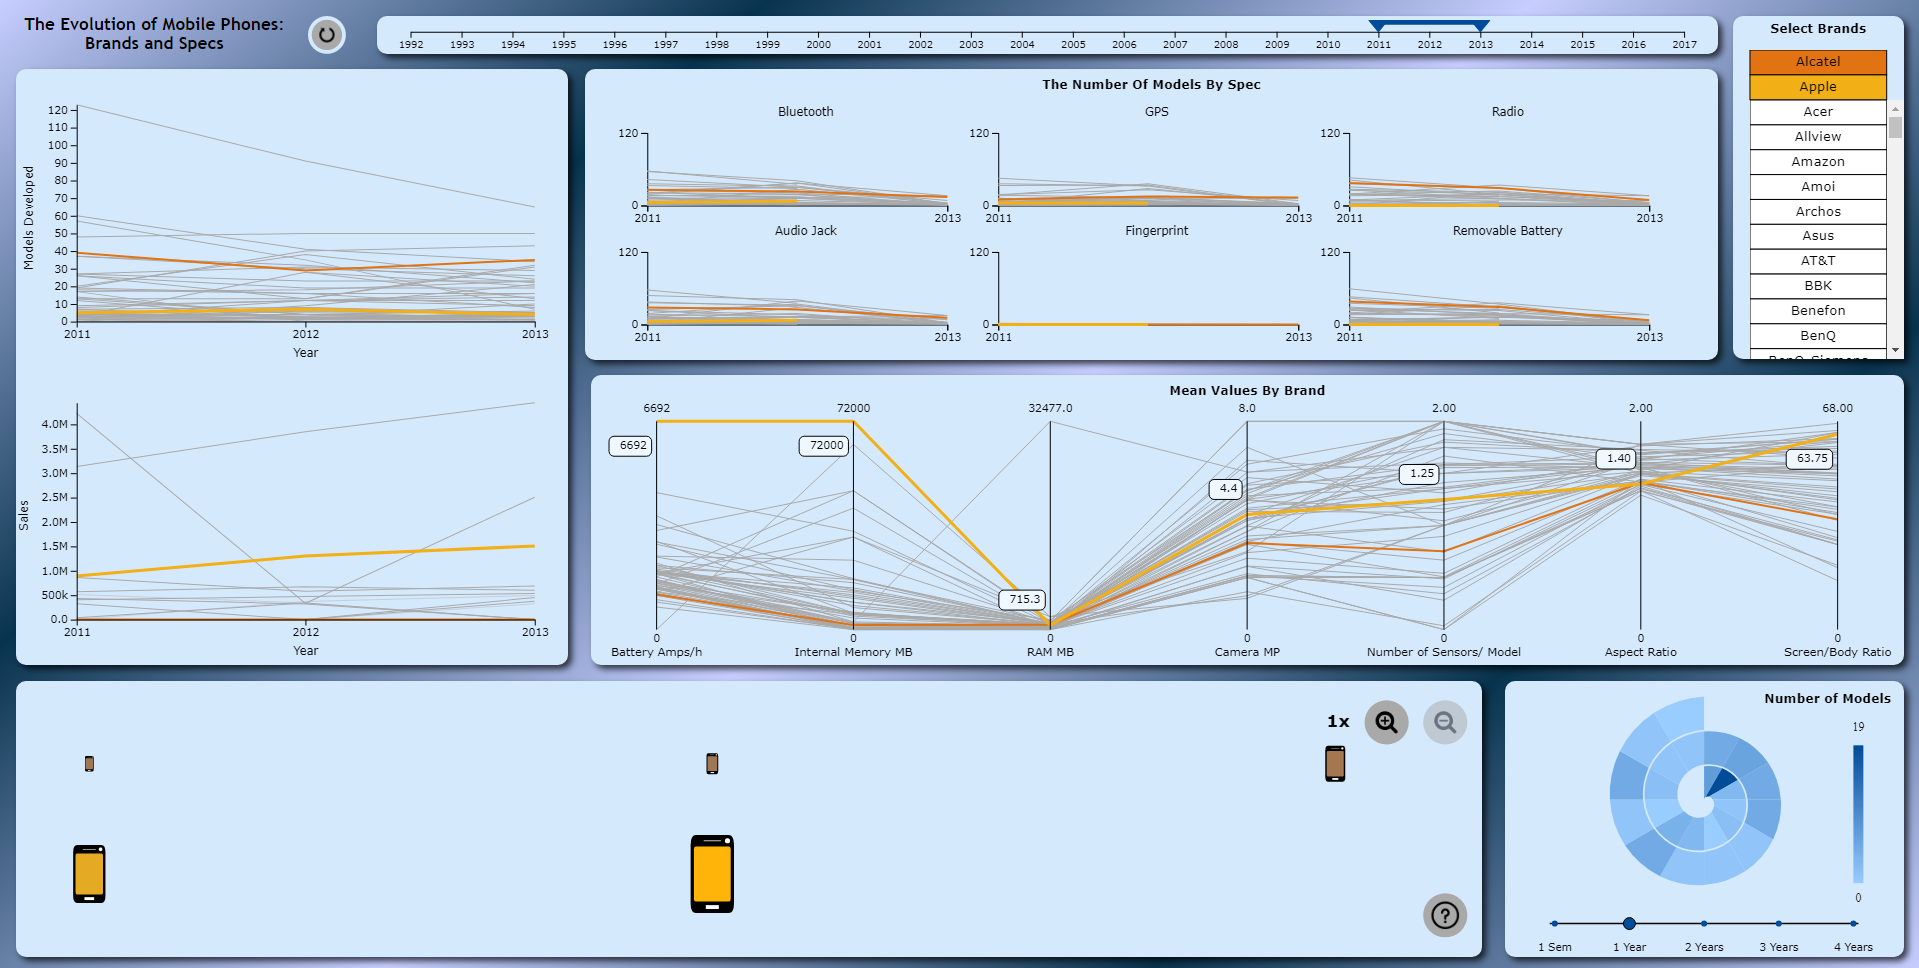 The Evolution of Mobile Phones:
Brands and Specs
1992 1993 1994 1995 1996 1997 1998 1999 2000 2001 2002 2003 2004 2005 2006 2007 2008 2009 2010 2011 2012 2013 2014 2015 2016 2017
Select Brands
Alcatel
Apple
Acer
Allview
Amazon
Amoi
Archos
Asus
AT&T
BBK
Benefon
BenQ
BenQ-Siemens
Models Developed
120
110
100
90
80
70
60
50
40
30
20
10
0
2011 2012 2013
Year
Sales
4.0M
3.5M
3.0M
2.5M
2.0M
1.5M
1.0M
500k
0.0
2011 2012 2013
Year
The Number Of Models By Spec
Bluetooth GPS Radio
120 120 120
0 0 0
2011 2013 2011 2013 2011 2013
Audio Jack Fingerprint Removable Battery
120 120 120
0 0 0
2011 2013 2011 2013 2011 2013
Mean Values By Brand
6692 72000 32477.0 8.0 2.00 2.00 68.00
6692 72000 715.3 4.4 1.25 1.40 63.75
0 0 0 0 0 0 0
Battery Amps/h Internal Memory MB RAM MB Camera MP Number of Sensors/ Model Aspect Ratio Screen/Body Ratio
1x
?
Number of Models
19
0
1 Sem 1 Year 2 Years 3 Years 4 Years